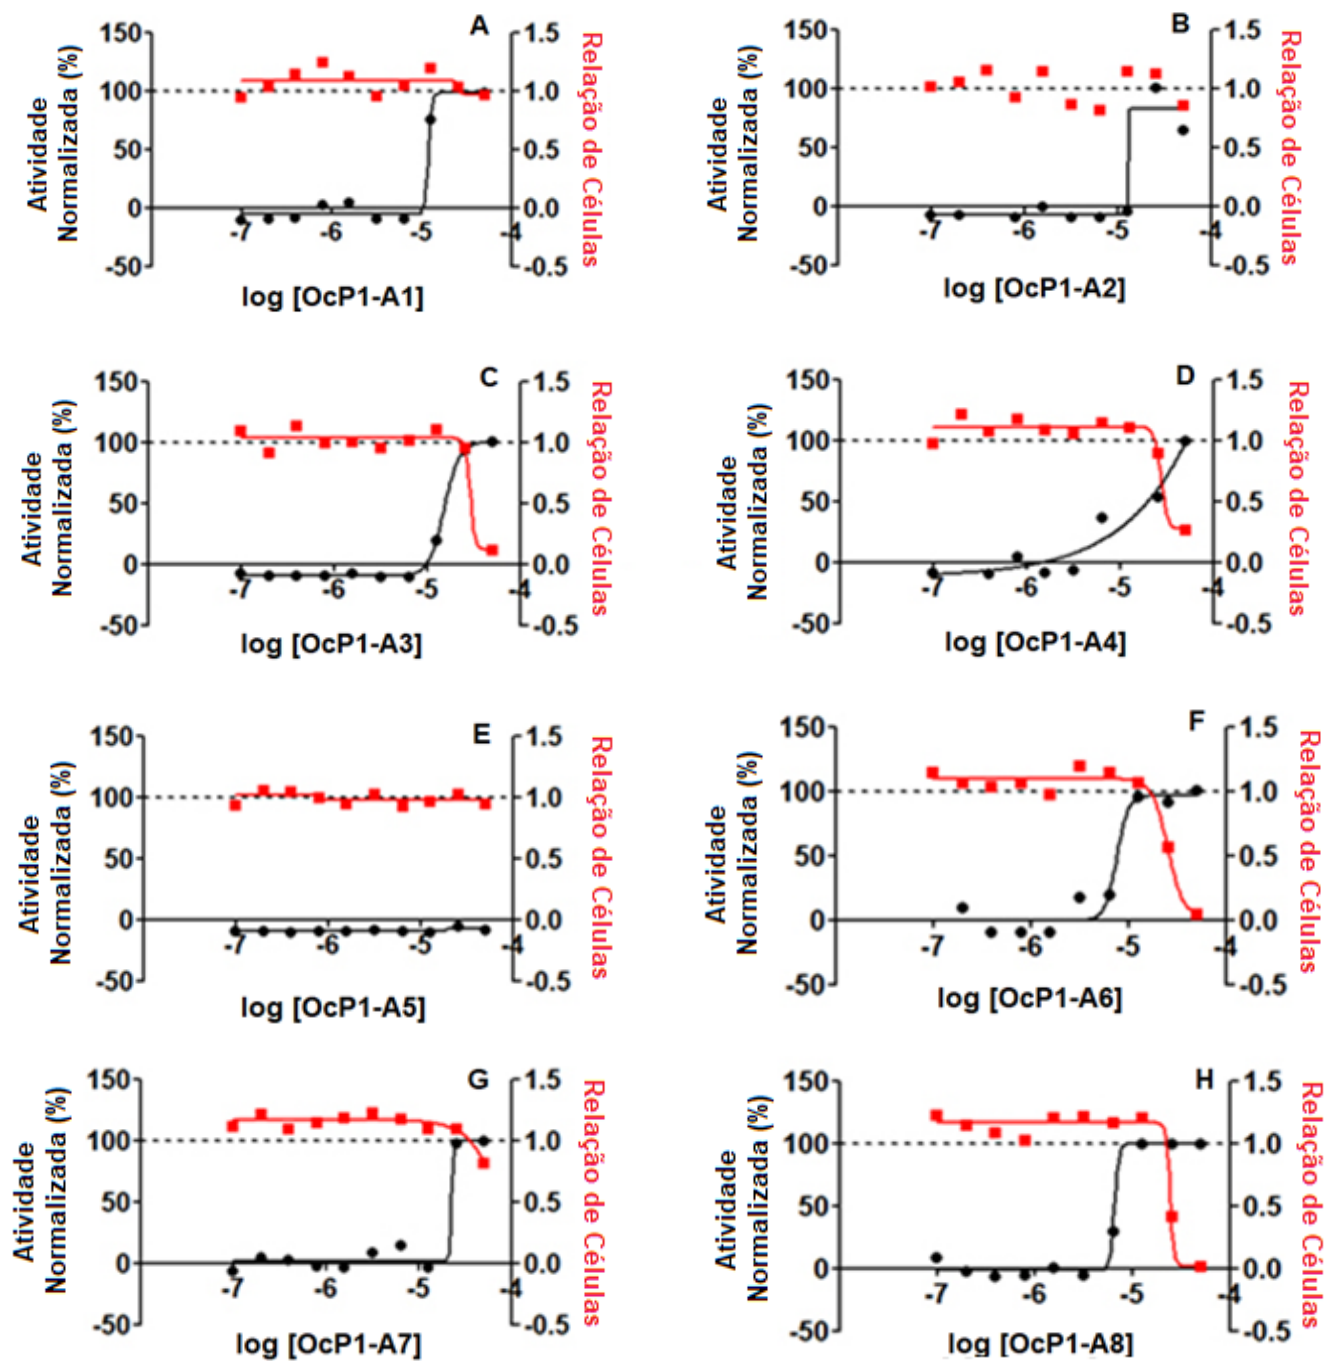 A
150
100
50
0
-50
1.5
1.0
0.5
0.0
-0.5
-7
-6
-5
-4
Atividade
Normalizada (%)
Relação de Células
log [OcP1-A1]
B
150
100
50
0
-50
1.5
1.0
0.5
0.0
-0.5
-7
-6
-5
-4
Atividade
Normalizada (%)
Relação de Células
log [OcP1-A2]
C
150
100
50
0
-50
1.5
1.0
0.5
0.0
-0.5
-7
-6
-5
-4
Atividade
Normalizada (%)
Relação de Células
log [OcP1-A3]
D
150
100
50
0
-50
1.5
1.0
0.5
0.0
-0.5
-7
-6
-5
-4
Atividade
Normalizada (%)
Relação de Células
log [OcP1-A4]
E
150
100
50
0
-50
1.5
1.0
0.5
0.0
-0.5
-7
-6
-5
-4
Atividade
Normalizada (%)
Relação de Células
log [OcP1-A5]
F
150
100
50
0
-50
1.5
1.0
0.5
0.0
-0.5
-7
-6
-5
-4
Atividade
Normalizada (%)
Relação de Células
log [OcP1-A6]
G
150
100
50
0
-50
1.5
1.0
0.5
0.0
-0.5
-7
-6
-5
-4
Atividade
Normalizada (%)
Relação de Células
log [OcP1-A7]
H
150
100
50
0
-50
1.5
1.0
0.5
0.0
-0.5
-7
-6
-5
-4
Atividade
Normalizada (%)
Relação de Células
log [OcP1-A8]